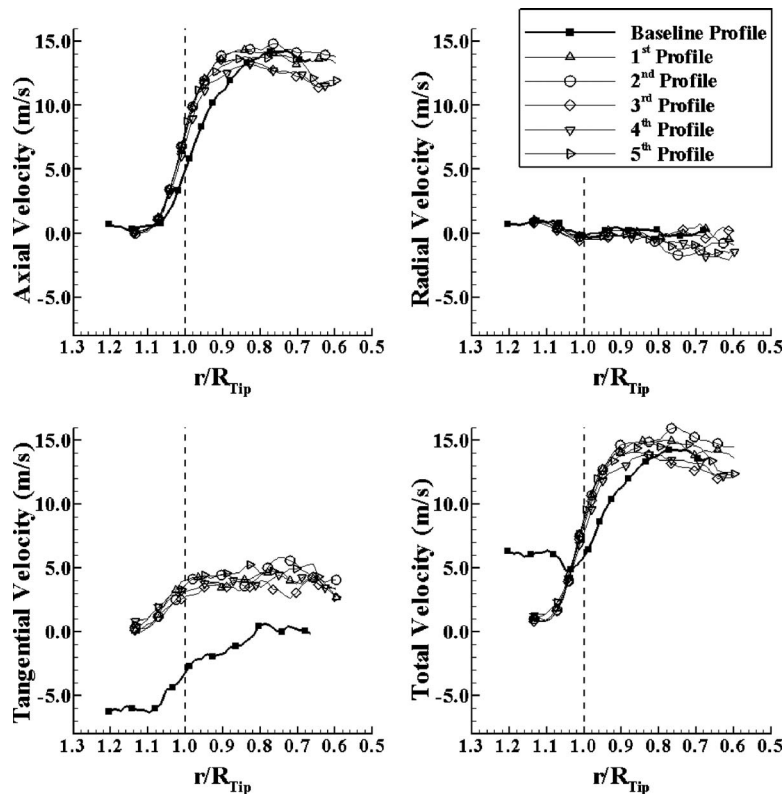 Baseline Profile
1st Profile
2nd Profile
3rd Profile
4th Profile
5th Profile
Axial Velocity (m/s)
15.0
10.0
5.0
0.0
-5.0
1.3 1.2 1.1 1.0 0.9 0.8 0.7 0.6 0.5
r/RTip
Radial Velocity (m/s)
15.0
10.0
5.0
0.0
-5.0
1.3 1.2 1.1 1.0 0.9 0.8 0.7 0.6 0.5
r/RTip
Tangential Velocity (m/s)
15.0
10.0
5.0
0.0
-5.0
1.3 1.2 1.1 1.0 0.9 0.8 0.7 0.6 0.5
r/RTip
Total Velocity (m/s)
15.0
10.0
5.0
0.0
-5.0
1.3 1.2 1.1 1.0 0.9 0.8 0.7 0.6 0.5
r/RTip